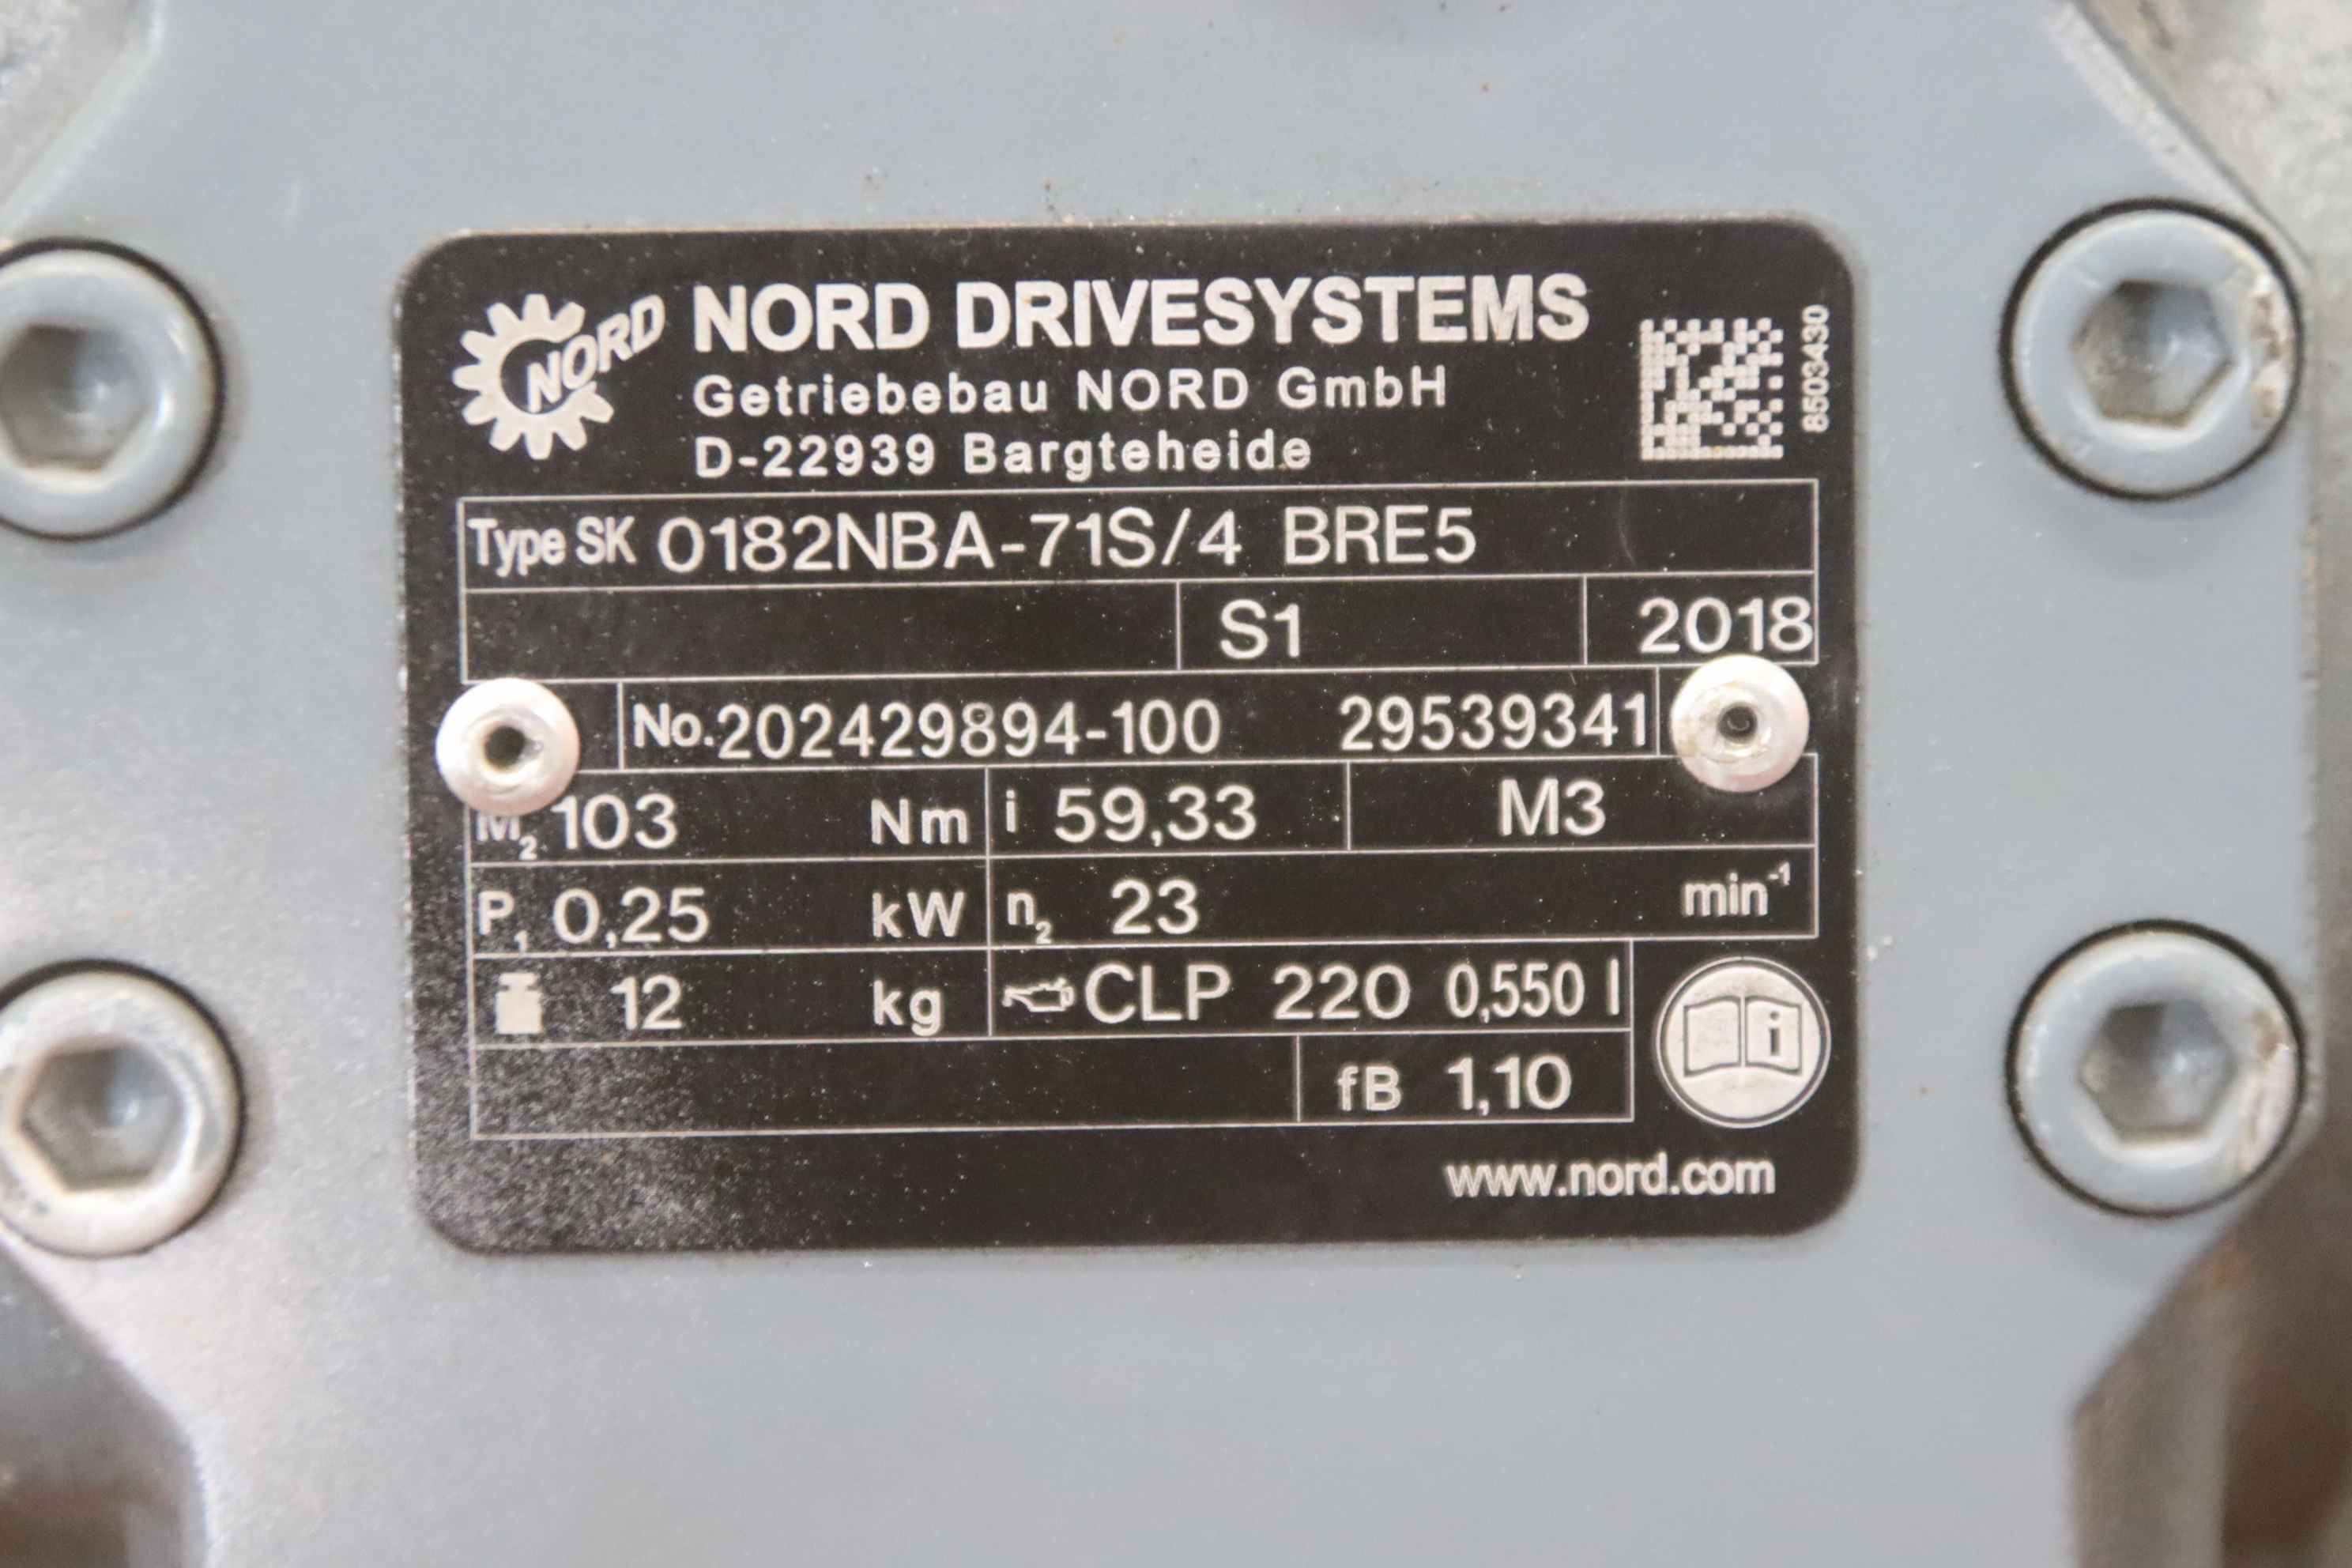 NORD
NORD DRIVESYSTEMS
Getriebebau NORD GmbH
D-22939 Bargteheide
8503430
Type SK 0182NBA-71S/4 BRE5
S1 2018
No. 202429894-100 29539341
M2 103 Nm i 59,33 M3
P1 0,25 kW n2 23 min-1
12 kg CLP 220 0,550 l
fB 1,10
i
www.nord.com